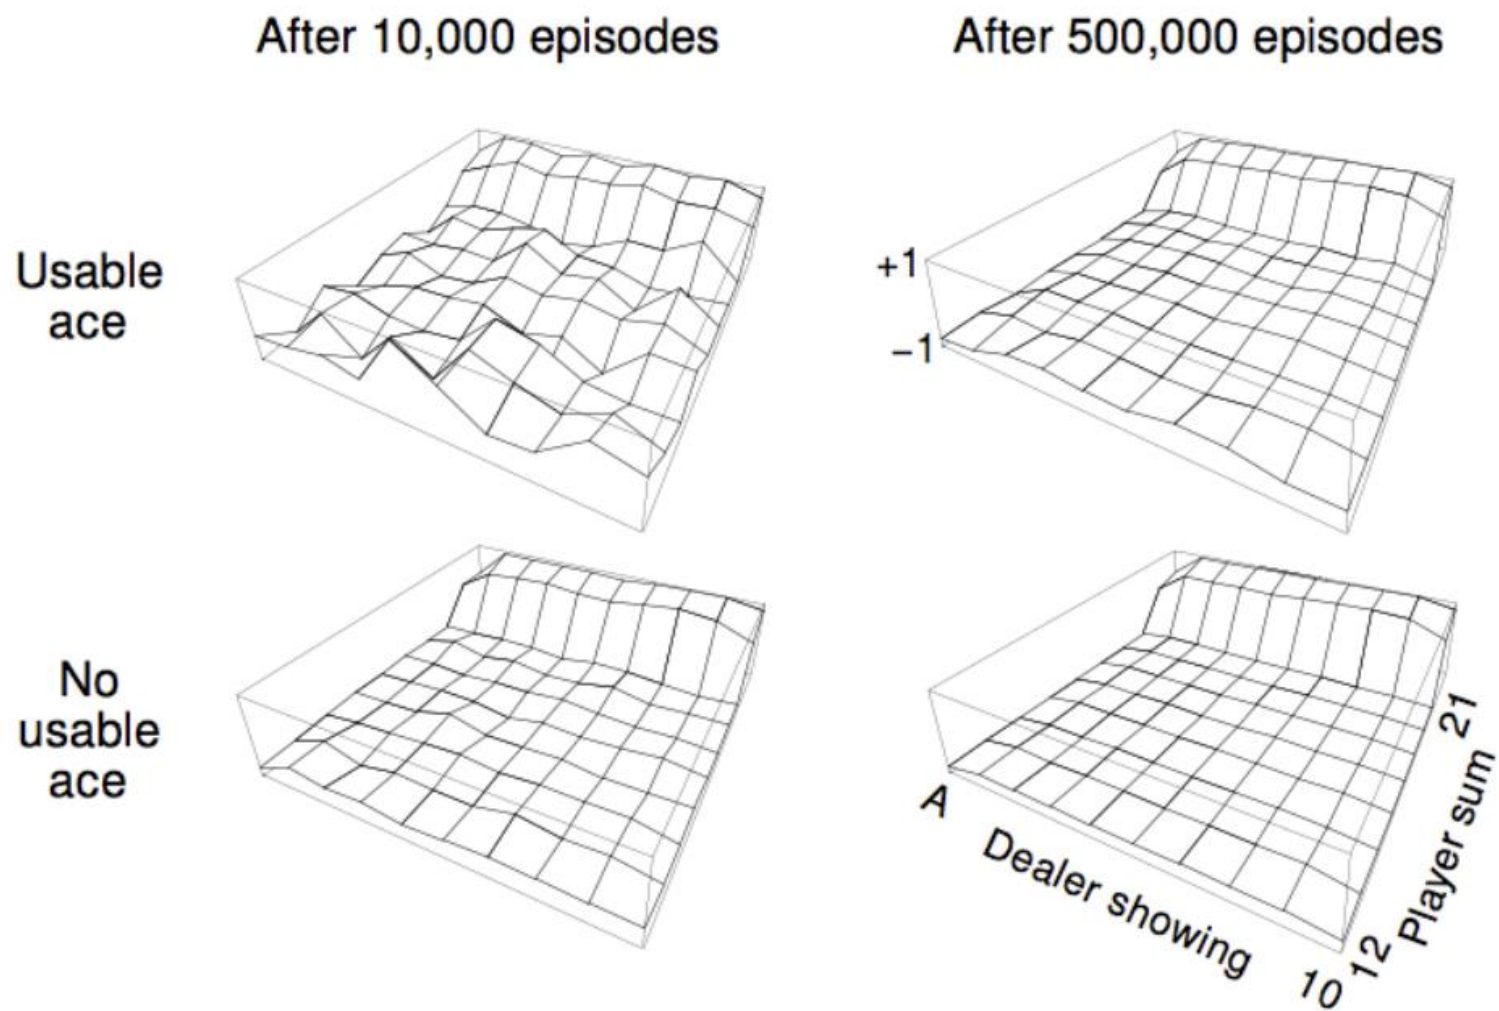 After 10,000 episodes
After 500,000 episodes
Usable
ace
+1
−1
No
usable
ace
A
Dealer showing
10
12
Player sum
21